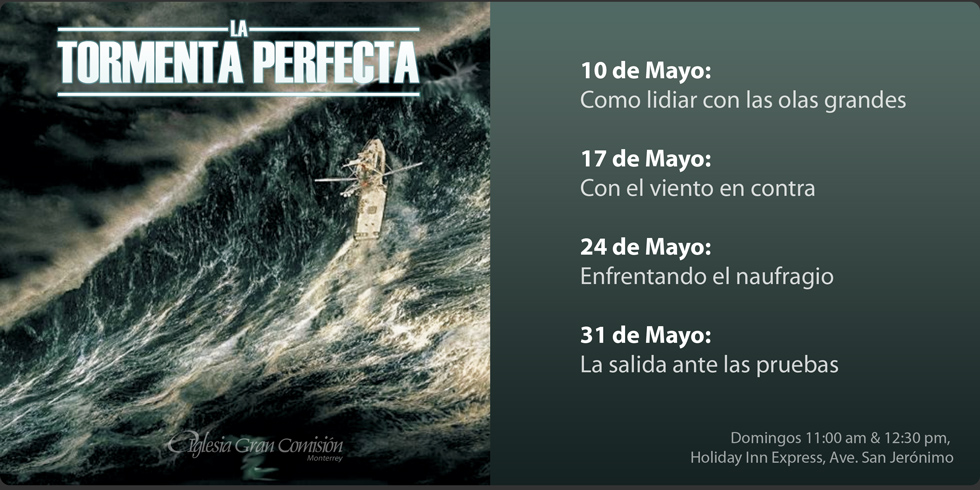 LA
TORMENTA PERFECTA
Iglesia Gran Comisión
Monterrey
10 de Mayo:
Como lidiar con las olas grandes
17 de Mayo:
Con el viento en contra
24 de Mayo:
Enfrentando el naufragio
31 de Mayo:
La salida ante las pruebas
Domingos 11:00 am & 12:30 pm,
Holiday Inn Express, Ave. San Jerónimo